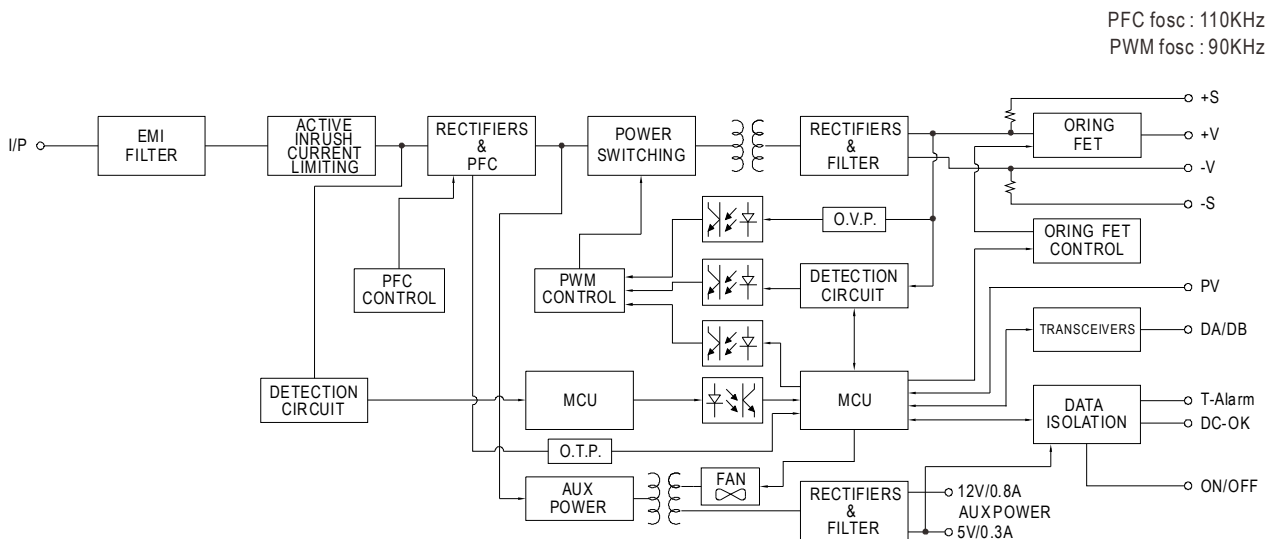 PFC fosc : 110KHz
PWM fosc : 90KHz
I/P
EMI
FILTER
ACTIVE
INRUSH
CURRENT
LIMITING
RECTIFIERS
&
PFC
POWER
SWITCHING
RECTIFIERS
&
FILTER
ORING
FET
+S
+V
-V
-S
O.V.P.
ORING FET
CONTROL
PFC
CONTROL
PWM
CONTROL
DETECTION
CIRCUIT
PV
TRANSCEIVERS
DA/DB
DETECTION
CIRCUIT
MCU
MCU
DATA
ISOLATION
T-Alarm
DC-OK
O.T.P.
AUX
POWER
FAN
RECTIFIERS
&
FILTER
12V/0.8A
AUX POWER
5V/0.3A
ON/OFF